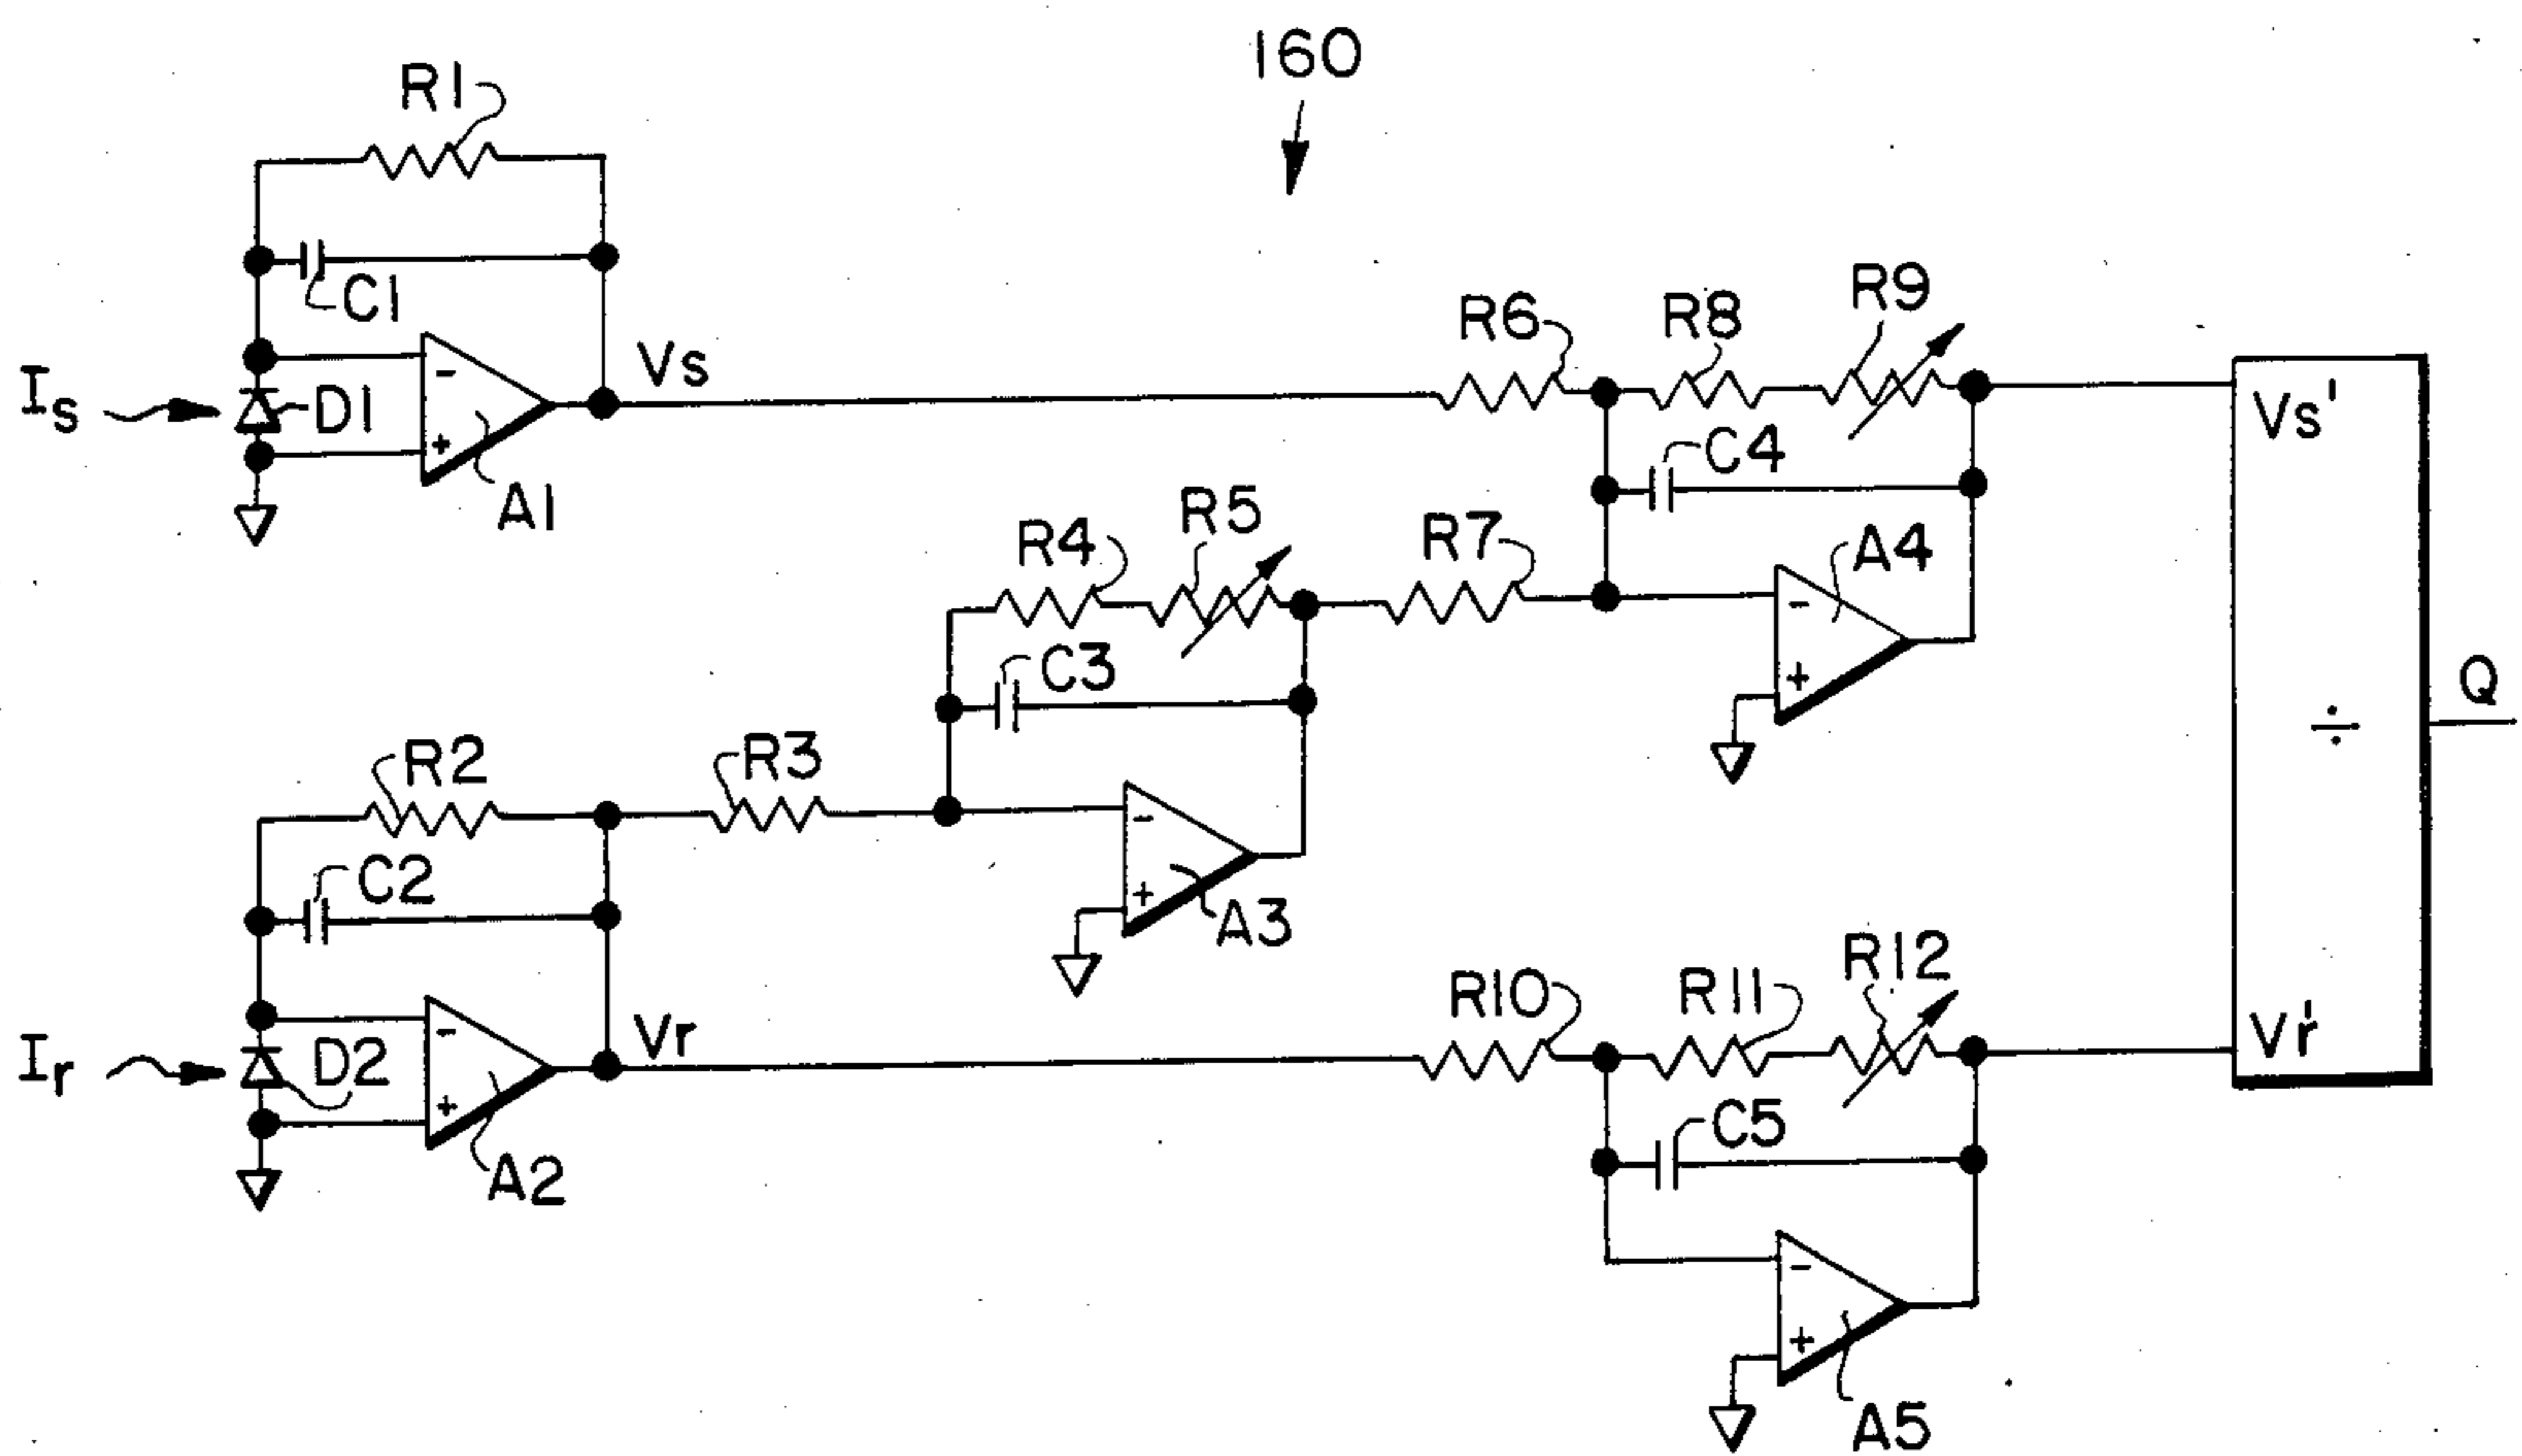 160
R1
C1
Is
D1
Vs
A1
-
+
R6
R8
R9
C4
Vs'
R4
R5
R7
A4
-
+
C3
÷
Q
R2
R3
-
+
A3
C2
R10
R11
R12
Vr'
Ir
D2
Vr
-
+
A2
C5
-
+
A5